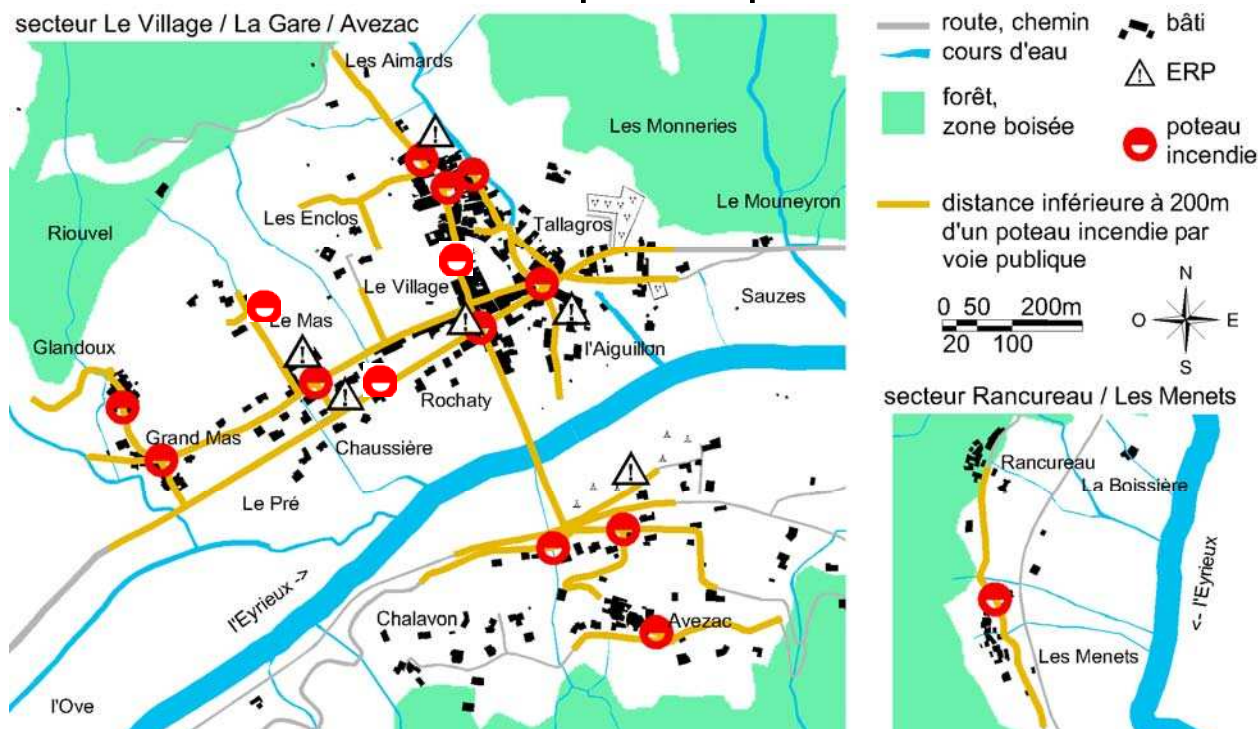 secteur Le Village / La Gare / Avezac
Les Aimards
Les Monneries
Le Mouneyron
Les Enclos
Tallagros
Riouvel
Le Village
Sauzes
Le Mas
l'Aiguillon
Glandoux
Rochaty
Grand Mas
Chaussière
Le Pré
l'Eyrieux ->
Chalavon
Avezac
l'Ove
route, chemin
cours d'eau
forêt,
zone boisée
bâti
ERP
poteau
incendie
distance inférieure à 200m
d'un poteau incendie par
voie publique
0 50 200m
20 100
N
O E
S
secteur Rancureau / Les Menets
Rancureau
La Boissière
<- l'Eyrieux
Les Menets